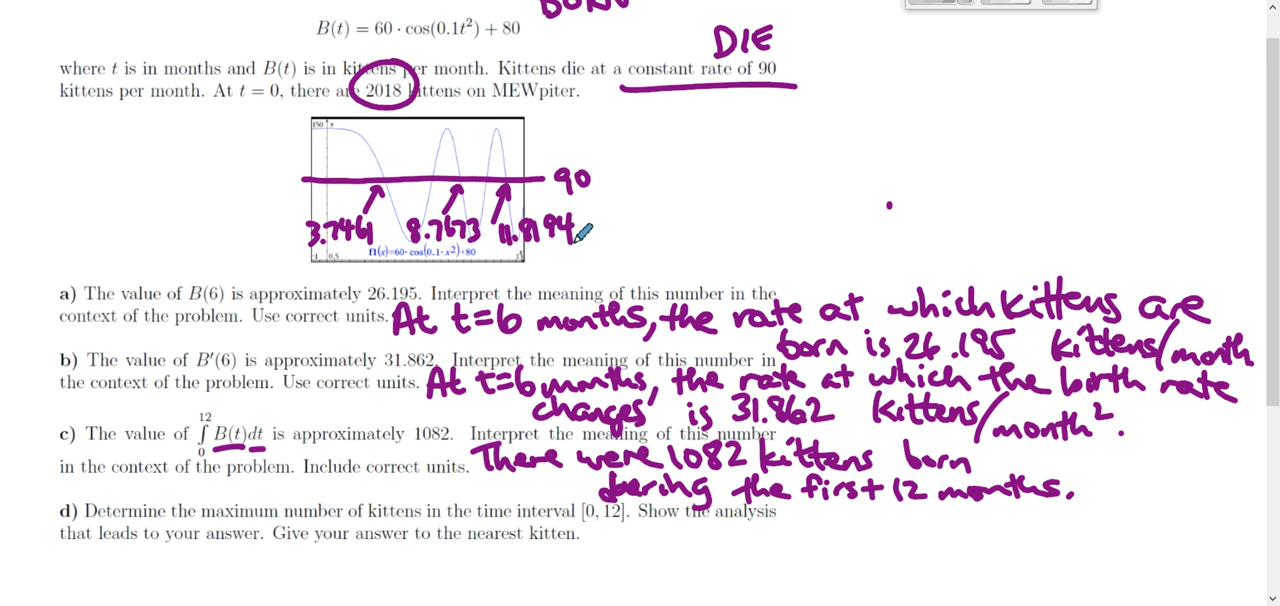 BORN
B(t) = 60 · cos(0.1t²) + 80
DIE
where t is in months and B(t) is in kittens per month. Kittens die at a constant rate of 90
kittens per month. At t = 0, there are 2018 kittens on MEWpiter.
150 y
90
3.7461 8.7673 11.8194
f1(x)=60·cos(0.1·x²)+80
-1 0.5
a) The value of B(6) is approximately 26.195. Interpret the meaning of this number in the
context of the problem. Use correct units. At t=6 months, the rate at which kittens are
born is 26.195 kittens/month
b) The value of B′(6) is approximately 31.862. Interpret the meaning of this number in
the context of the problem. Use correct units. At t=6 months, the rate at which the birth rate
changes is 31.862 kittens/month².
c) The value of ∫₀¹² B(t)dt is approximately 1082. Interpret the meaning of this number
in the context of the problem. Include correct units. There were 1082 kittens born
during the first 12 months.
d) Determine the maximum number of kittens in the time interval [0, 12]. Show the analysis
that leads to your answer. Give your answer to the nearest kitten.